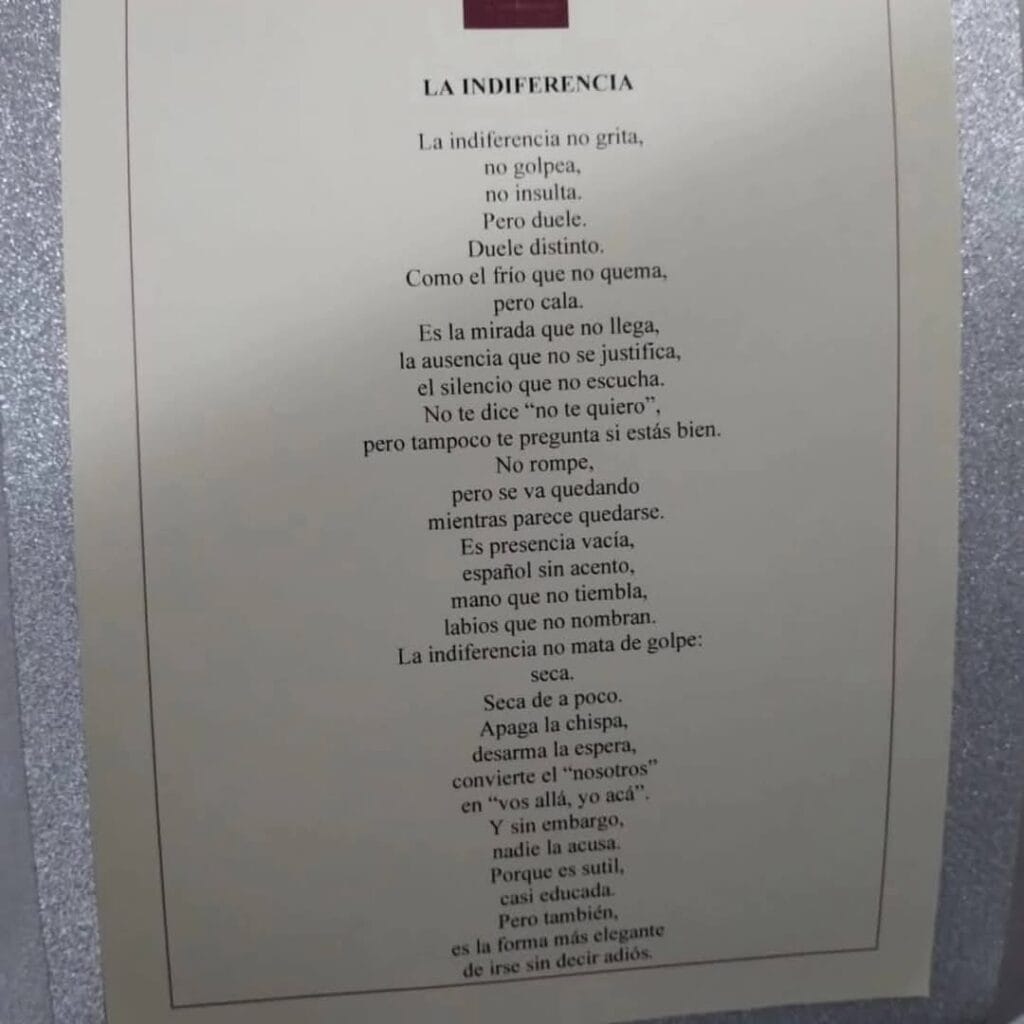 LA INDIFERENCIA
La indiferencia no grita,
no golpea,
no insulta.
Pero duele.
Duele distinto.
Como el frío que no quema,
pero cala.
Es la mirada que no llega,
la ausencia que no se justifica,
el silencio que no escucha.
No te dice “no te quiero”,
pero tampoco te pregunta si estás bien.
No rompe,
pero se va quedando
mientras parece quedarse.
Es presencia vacía,
español sin acento,
mano que no tiembla,
labios que no nombran.
La indiferencia no mata de golpe:
seca.
Seca de a poco.
Apaga la chispa,
desarma la espera,
convierte el “nosotros”
en “vos allá, yo acá”.
Y sin embargo,
nadie la acusa.
Porque es sutil,
casi educada.
Pero también,
es la forma más elegante
de irse sin decir adiós.